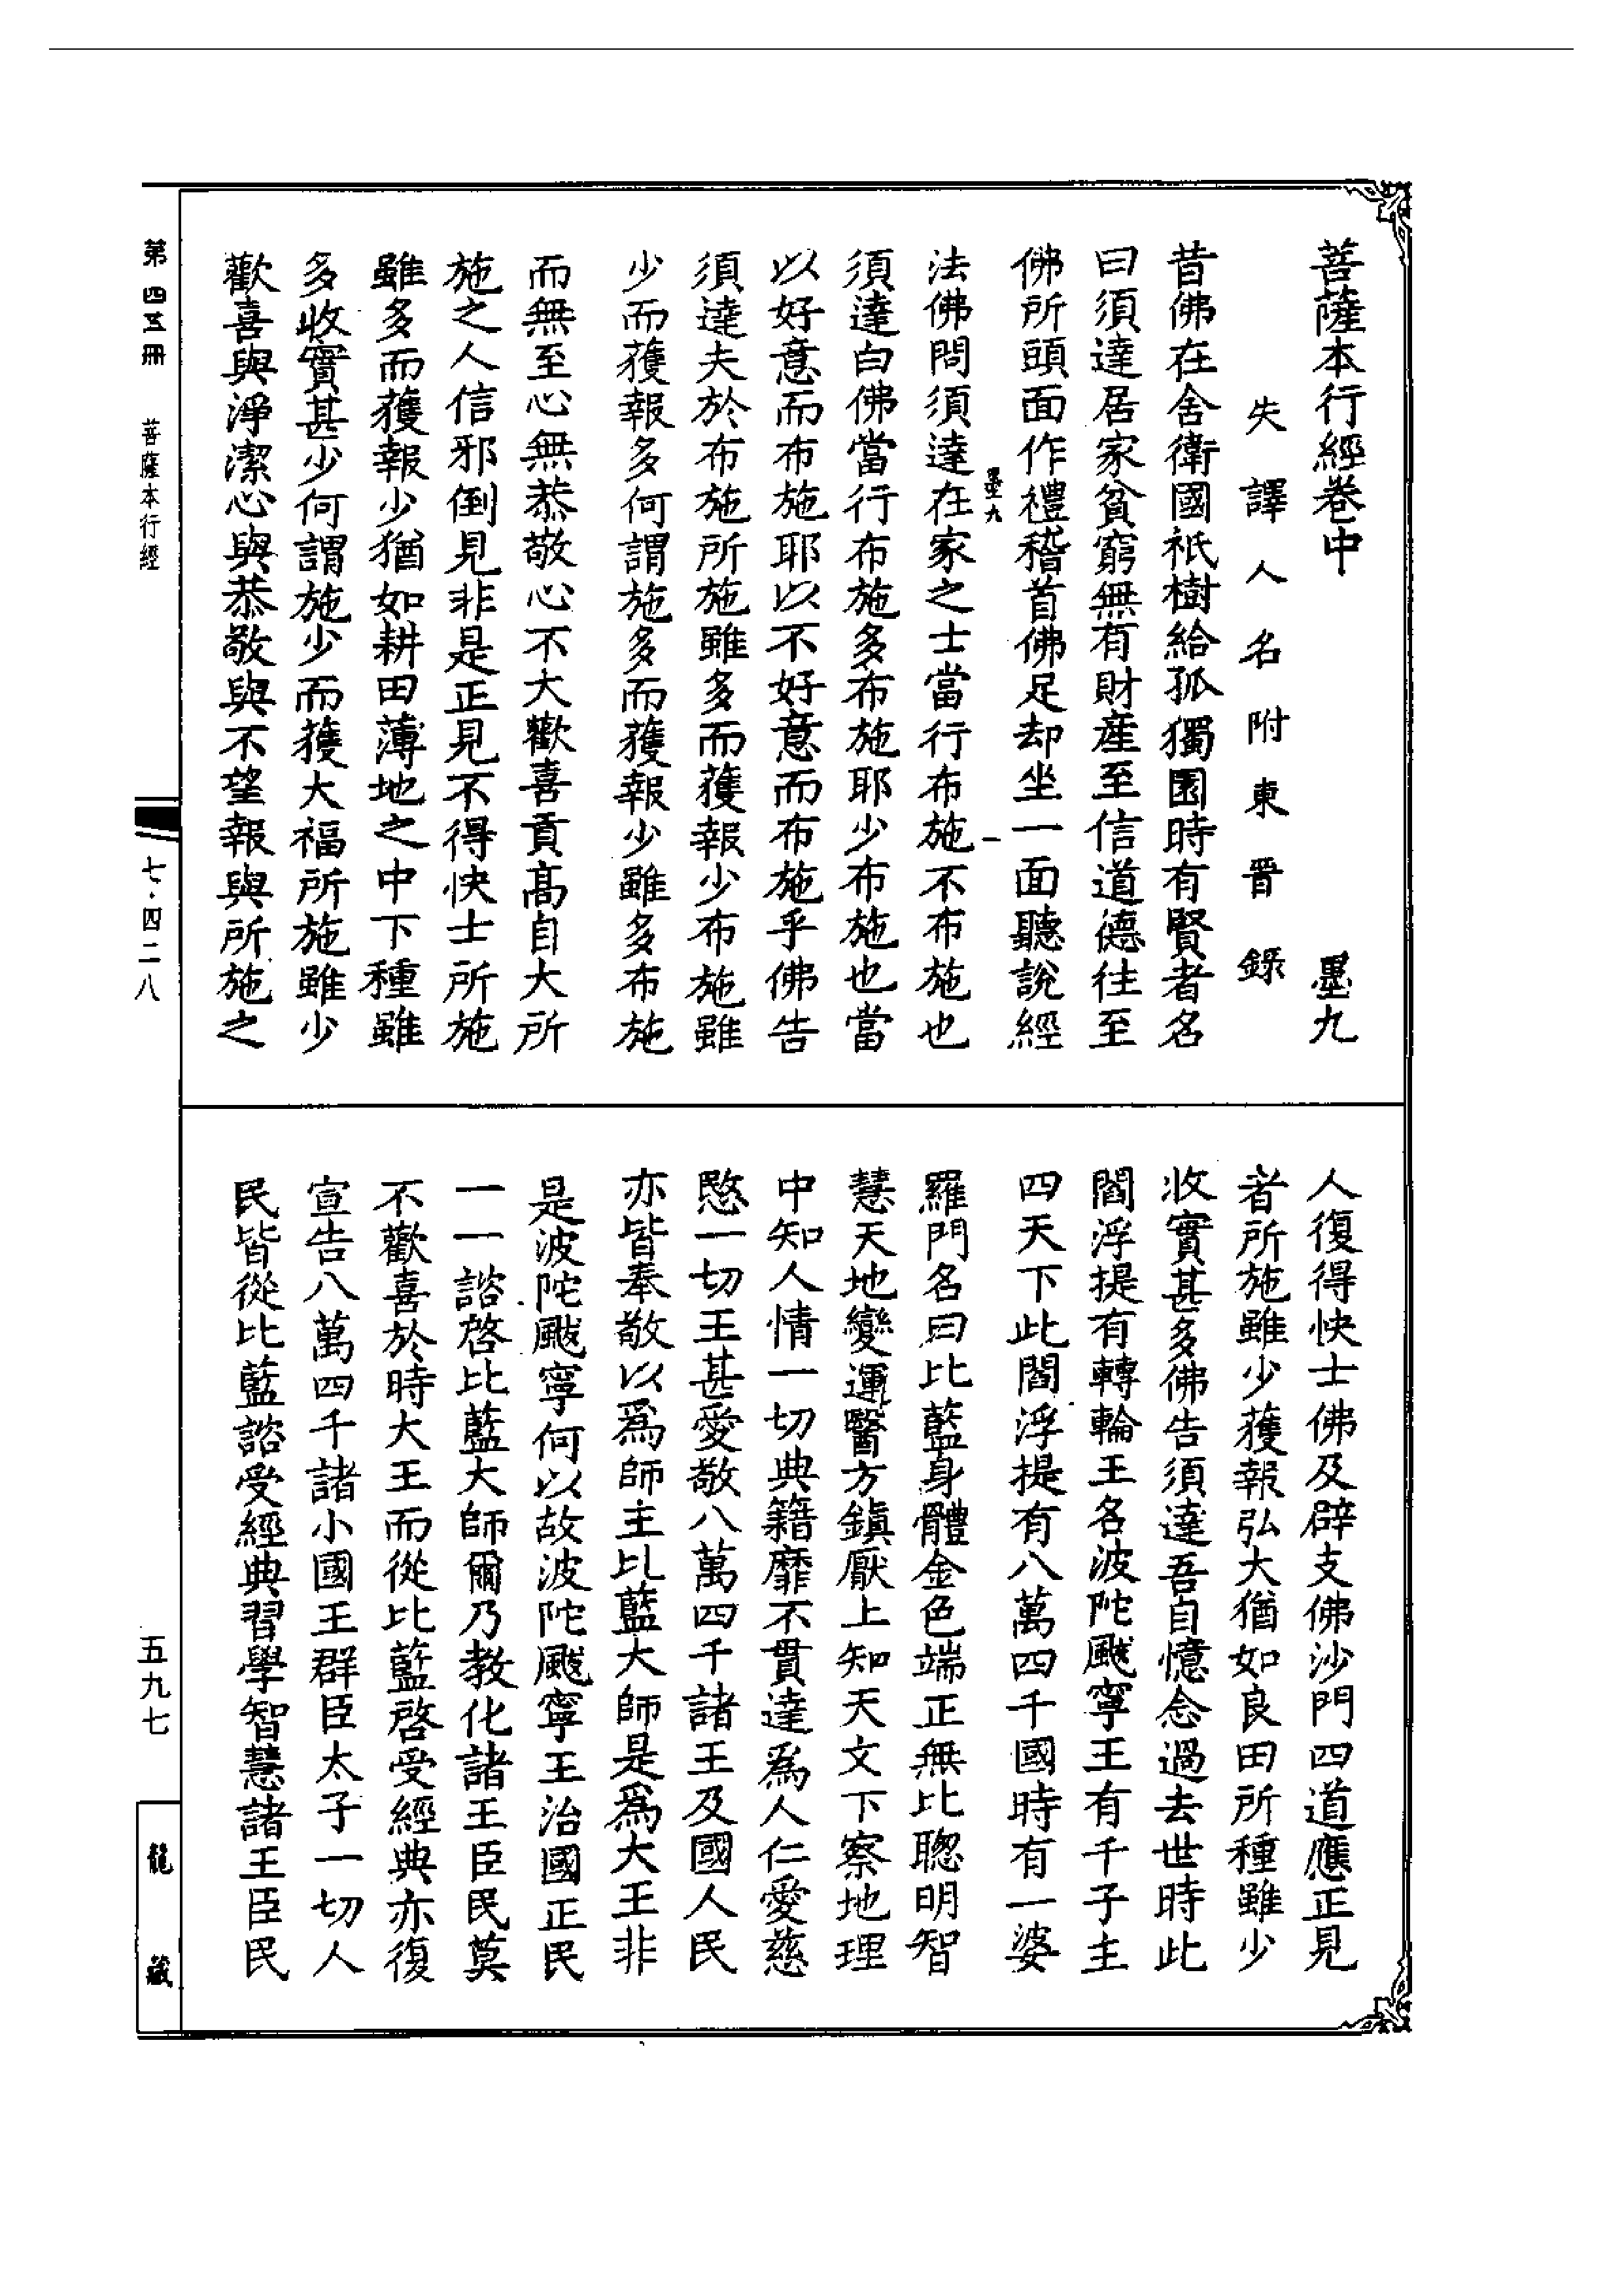 菩薩本行經卷中　墨九
失譯人名附東晉錄
昔佛在舍衛國祇樹給孤獨園時有賢者名
曰須達居家貧窮無有財產至信道德往至
佛所頭面作禮稽首佛足却坐一面聽說經
墨九　一
法佛問須達在家之士當行布施不布施也
須達白佛當行布施多布施耶少布施也當
以好意而布施耶以不好意而布施乎佛告
須達夫於布施所施雖多而獲報少布施雖
少而獲報多何謂施多而獲報少雖多布施
而無至心無恭敬心不大歡喜貢高自大所
施之人信邪倒見非是正見不得快士所施
雖多而獲報少猶如耕田薄地之中下種雖
多收實甚少何謂施少而獲大福所施雖少
歡喜與淨潔心與恭敬與不望報與所施之
人復得快士佛及辟支佛沙門四道應正見
者所施雖少獲報弘大猶如良田所種雖少
收實甚多佛告須達吾自憶念過去世時此
閻浮提有轉輪王名波陀颰寧王有千子主
四天下此閻浮提有八萬四千國時有一婆
羅門名曰比藍身體金色端正無比聰明智
慧天地變運醫方鎮厭上知天文下察地理
中知人情一切典籍靡不貫達為人仁愛慈
愍一切王甚愛敬八萬四千諸王及國人民
亦皆奉敬以為師主比藍大師是為大王非
是波陀颰寧何以故波陀颰寧王治國正民
一一諮啓比藍大師爾乃教化諸王臣民莫
不歡喜於時大王而從比藍啓受經典亦復
宣告八萬四千諸小國王群臣太子一切人
民皆從比藍諮受經典習學智慧諸王臣民
第四五冊　菩薩本行經　七·四二八　五九七　龍藏